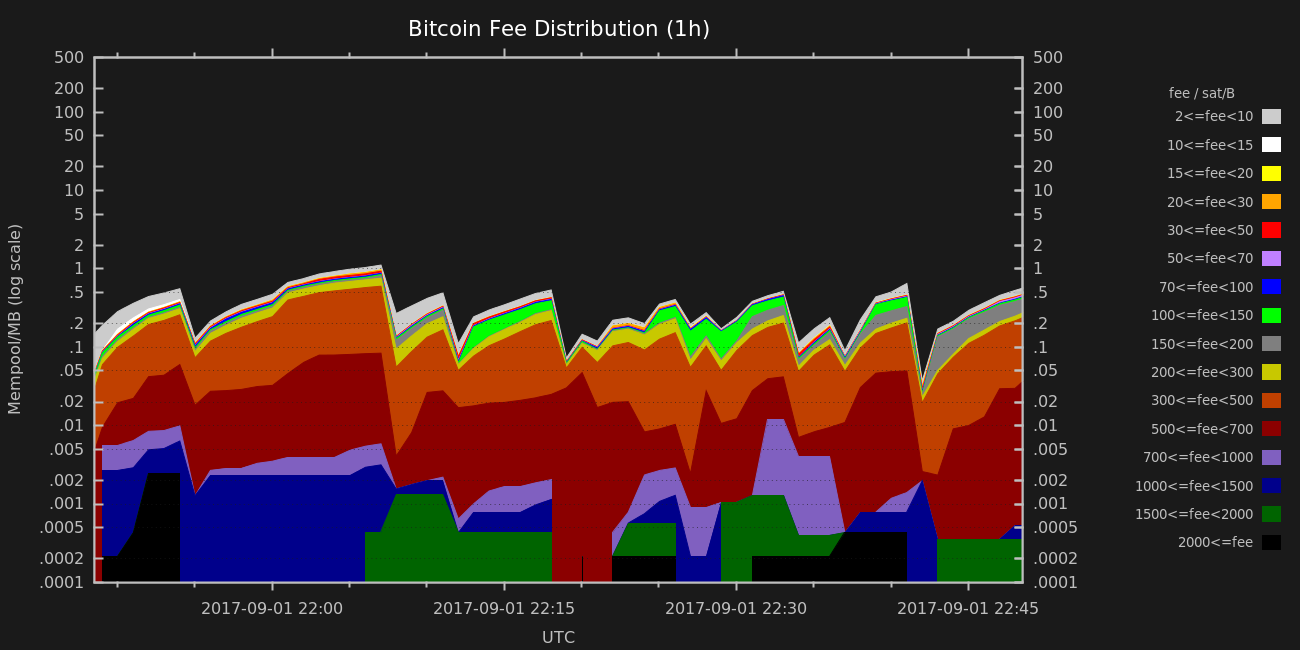 Bitcoin Fee Distribution (1h)
Mempool/MB (log scale)
500
200
100
50
20
10
5
2
1
.5
.2
.1
.05
.02
.01
.005
.002
.001
.0005
.0002
.0001
500
200
100
50
20
10
5
2
1
.5
.2
.1
.05
.02
.01
.005
.002
.001
.0005
.0002
.0001
2017-09-01 22:00
2017-09-01 22:15
2017-09-01 22:30
2017-09-01 22:45
UTC
fee / sat/B
2<=fee<10
10<=fee<15
15<=fee<20
20<=fee<30
30<=fee<50
50<=fee<70
70<=fee<100
100<=fee<150
150<=fee<200
200<=fee<300
300<=fee<500
500<=fee<700
700<=fee<1000
1000<=fee<1500
1500<=fee<2000
2000<=fee